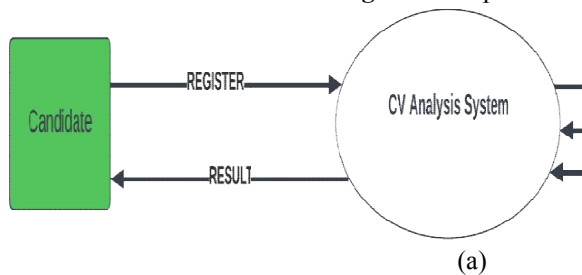 REGISTER
Candidate
CV Analysis System
RESULT
(a)